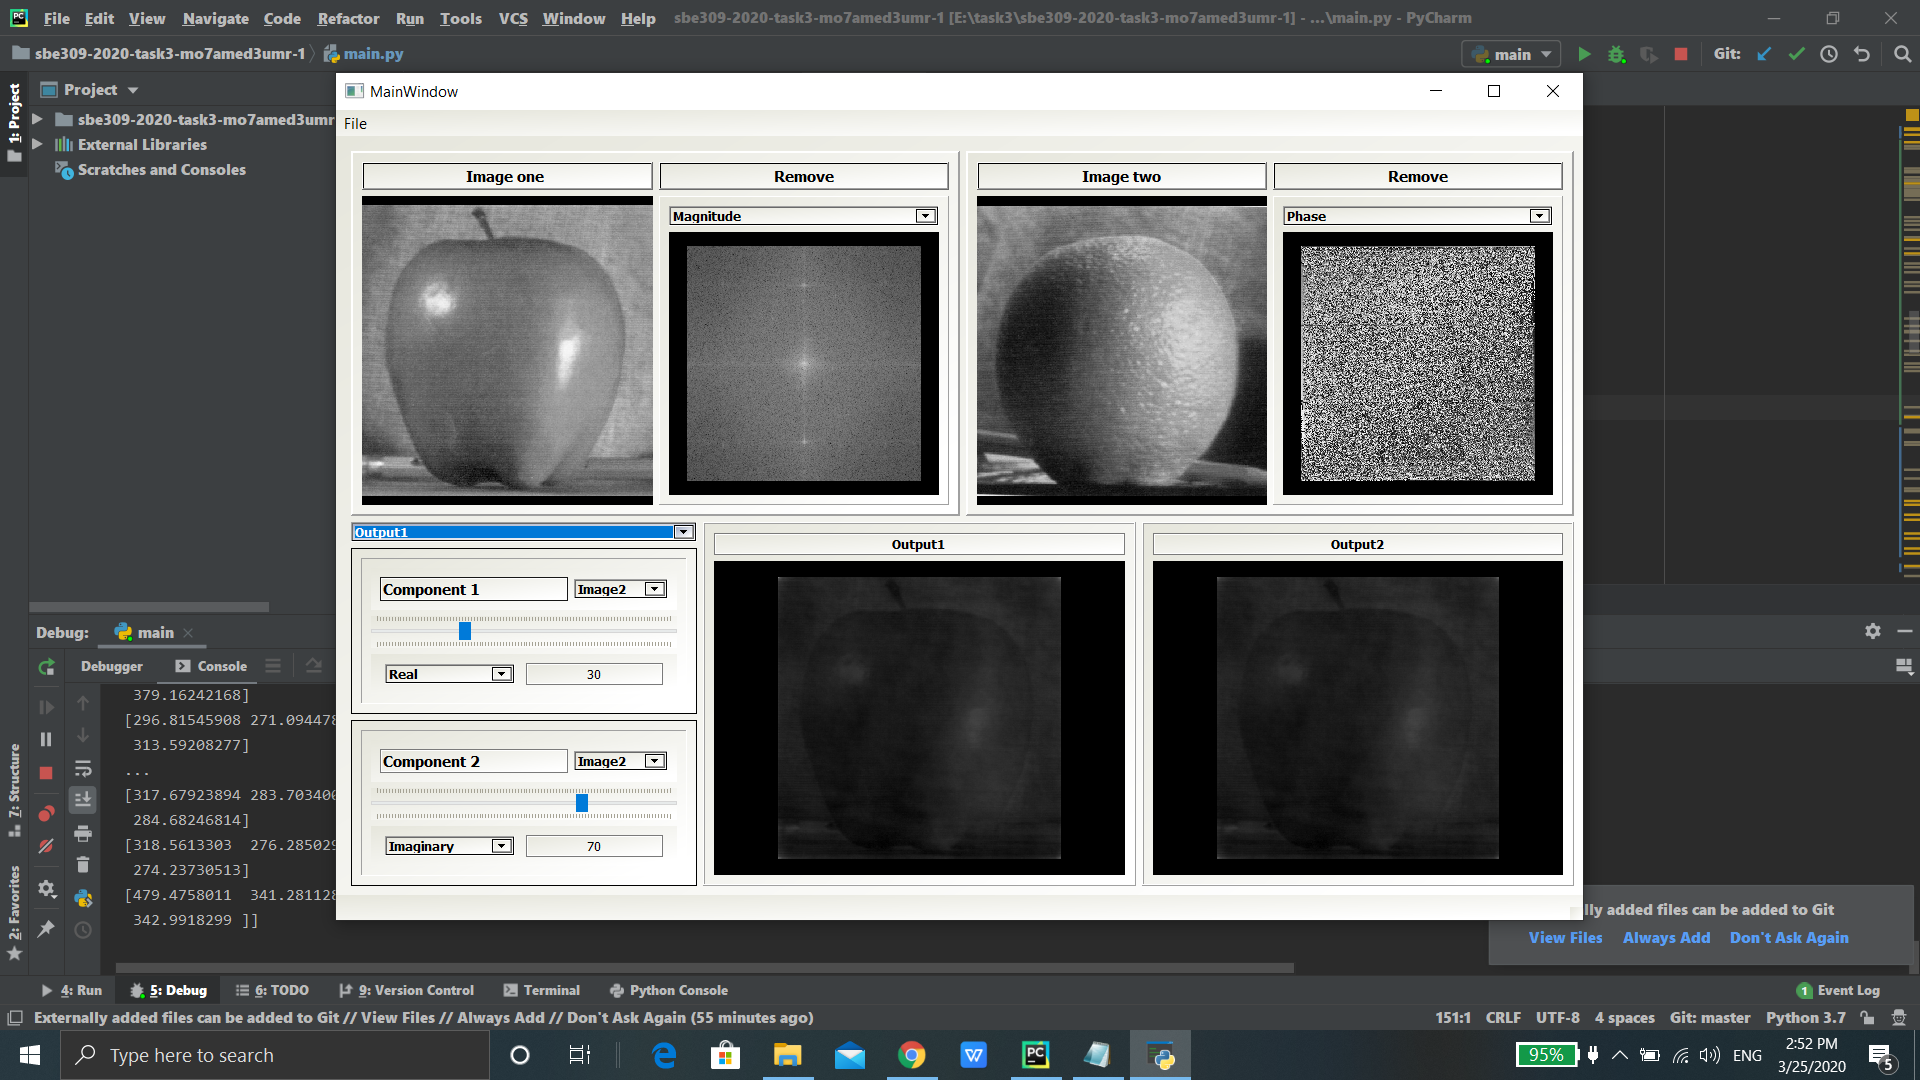 File Edit View Navigate Code Refactor Run Tools VCS Window Help sbe309-2020-task3-mo7amed3umr-1 [E:\task3\sbe309-2020-task3-mo7amed3umr-1] - ...\main.py - PyCharm
sbe309-2020-task3-mo7amed3umr-1 main.py
main Git:
1: Project
Project
sbe309-2020-task3-mo7amed3umr
External Libraries
Scratches and Consoles
MainWindow
File
Image one Remove Image two Remove
Magnitude Phase
Output1
Output1 Output2
Component 1 Image2
Real 30
Component 2 Image2
Imaginary 70
Debug: main
Debugger Console
379.16242168]
[296.81545908 271.094478
313.59208277]
...
[317.67923894 283.703400
284.68246814]
[318.5613303 276.285029
274.23730513]
[479.4758011 341.281128
342.9918299 ]]
7: Structure
2: Favorites
lly added files can be added to Git
View Files Always Add Don't Ask Again
4: Run 5: Debug 6: TODO 9: Version Control Terminal Python Console 1 Event Log
Externally added files can be added to Git // View Files // Always Add // Don't Ask Again (55 minutes ago) 151:1 CRLF UTF-8 4 spaces Git: master Python 3.7
Type here to search 95% ENG 2:52 PM
3/25/2020 5